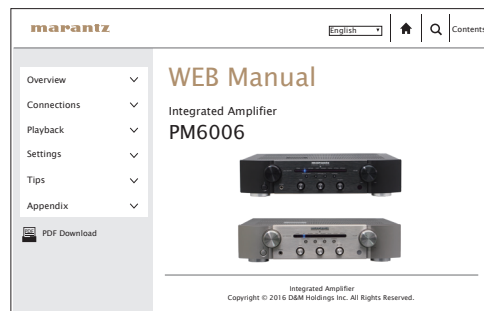 marantz
English
Contents
Overview
Connections
Playback
Settings
Tips
Appendix
PDF Download
WEB Manual
Integrated Amplifier
PM6006
Integrated Amplifier
Copyright © 2016 D&M Holdings Inc. All Rights Reserved.